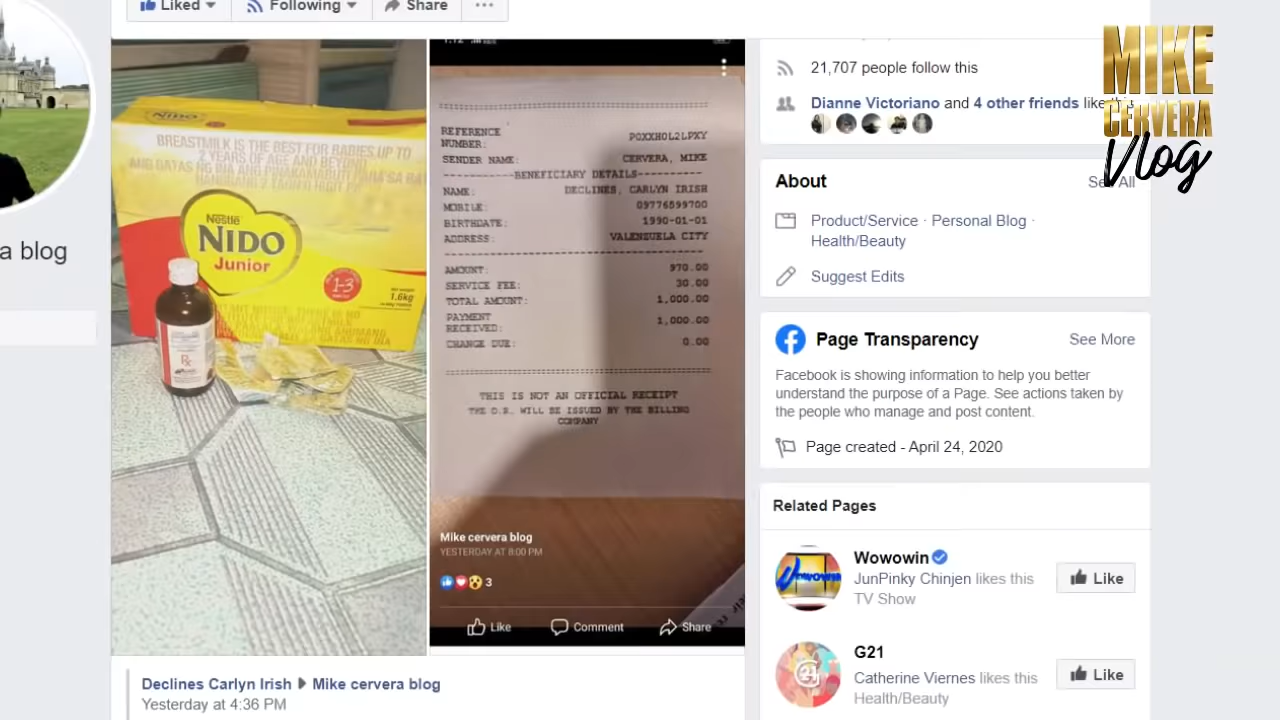 Liked
Following
Share
a blog
NIDO
BREASTMILK IS THE BEST FOR BABIES UP TO
2 YEARS OF AGE AND BEYOND
Nestlé
NIDO
Junior
1-3
1.6kg
Rx
REFERENCE
NUMBER:
P0XXH0L2LPXY
SENDER NAME:
CERVERA, MIKE
----------BENEFICIARY DETAILS----------
NAME:
DECLINES, CARLYN IRISH
MOBILE:
09776599700
BIRTHDATE:
1990-01-01
ADDRESS:
VALENZUELA CITY
AMOUNT:
970.00
SERVICE FEE:
30.00
TOTAL AMOUNT:
1,000.00
PAYMENT
RECEIVED:
1,000.00
CHANGE DUE:
0.00
THIS IS NOT AN OFFICIAL RECEIPT
THE O.R. WILL BE ISSUED BY THE BILLING
COMPANY
Mike cervera blog
YESTERDAY AT 8:00 PM
3
Like
Comment
Share
Declines Carlyn Irish
Mike cervera blog
Yesterday at 4:36 PM
21,707 people follow this
Dianne Victoriano and 4 other friends like
About
See All
Product/Service · Personal Blog ·
Health/Beauty
Suggest Edits
Page Transparency
See More
Facebook is showing information to help you better
understand the purpose of a Page. See actions taken by
the people who manage and post content.
Page created - April 24, 2020
Related Pages
Wowowin
JunPinky Chinjen likes this
TV Show
Like
G21
Catherine Viernes likes this
Health/Beauty
Like
MIKE
CERVERA
Vlog